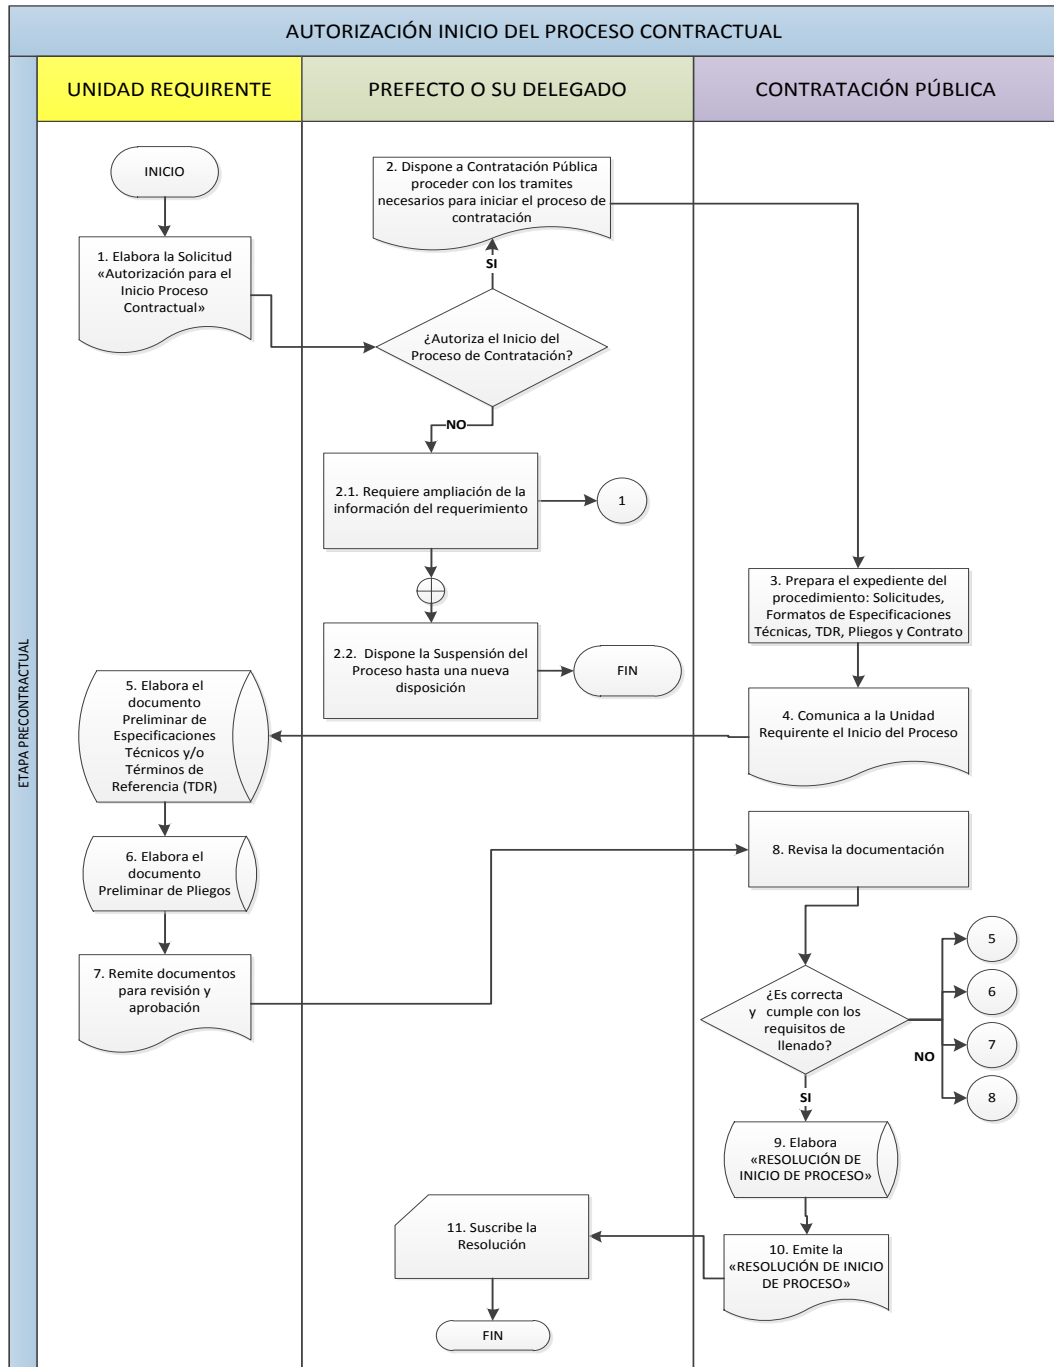 AUTORIZACIÓN INICIO DEL PROCESO CONTRACTUAL
UNIDAD REQUIRENTE
PREFECTO O SU DELEGADO
CONTRATACIÓN PÚBLICA
ETAPA PRECONTRACTUAL
INICIO
1. Elabora la Solicitud
«Autorización para el
Inicio Proceso
Contractual»
2. Dispone a Contratación Pública
proceder con los tramites
necesarios para iniciar el proceso de
contratación
SI
¿Autoriza el Inicio del
Proceso de Contratación?
NO
2.1. Requiere ampliación de la
información del requerimiento
1
2.2. Dispone la Suspensión del
Proceso hasta una nueva
disposición
FIN
3. Prepara el expediente del
procedimiento: Solicitudes,
Formatos de Especificaciones
Técnicas, TDR, Pliegos y Contrato
4. Comunica a la Unidad
Requirente el Inicio del Proceso
5. Elabora el
documento
Preliminar de
Especificaciones
Técnicos y/o
Términos de
Referencia (TDR)
6. Elabora el
documento
Preliminar de Pliegos
7. Remite documentos
para revisión y
aprobación
8. Revisa la documentación
¿Es correcta
y cumple con los
requisitos de
llenado?
NO
5
6
7
8
SI
9. Elabora
«RESOLUCIÓN DE
INICIO DE PROCESO»
10. Emite la
«RESOLUCIÓN DE INICIO
DE PROCESO»
11. Suscribe la
Resolución
FIN